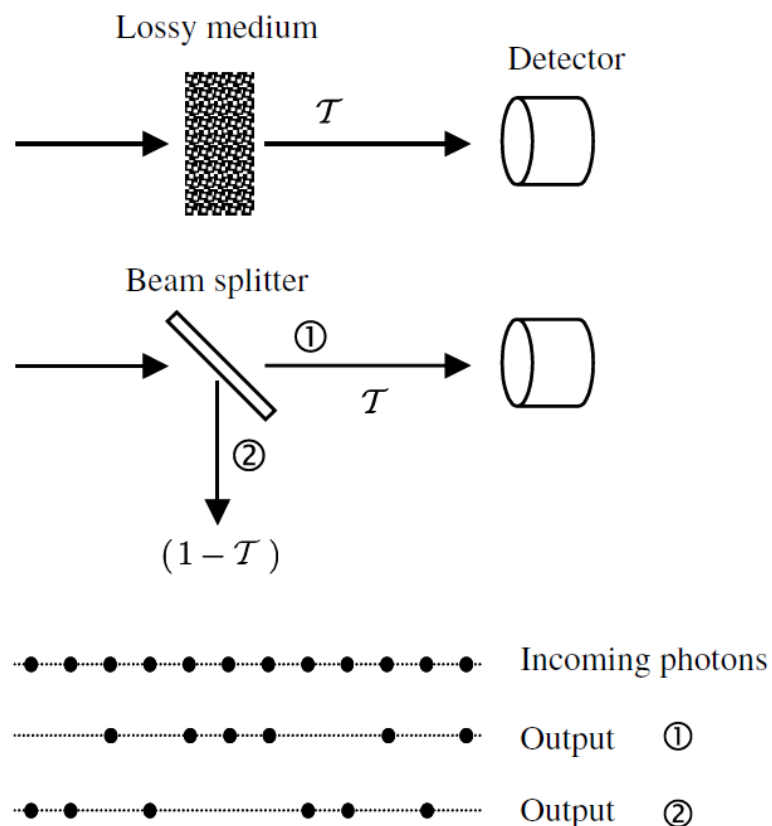 Lossy medium
Detector
𝒯
Beam splitter
①
𝒯
②
(1 − 𝒯)
Incoming photons
Output ①
Output ②